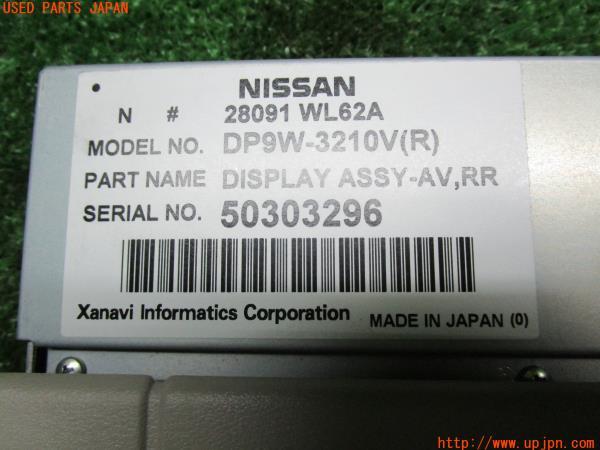 USED PARTS JAPAN
NISSAN
N # 28091 WL62A
MODEL NO. DP9W-3210V(R)
PART NAME DISPLAY ASSY-AV,RR
SERIAL NO. 50303296
Xanavi Informatics Corporation MADE IN JAPAN (0)
http://www.upjpn.com